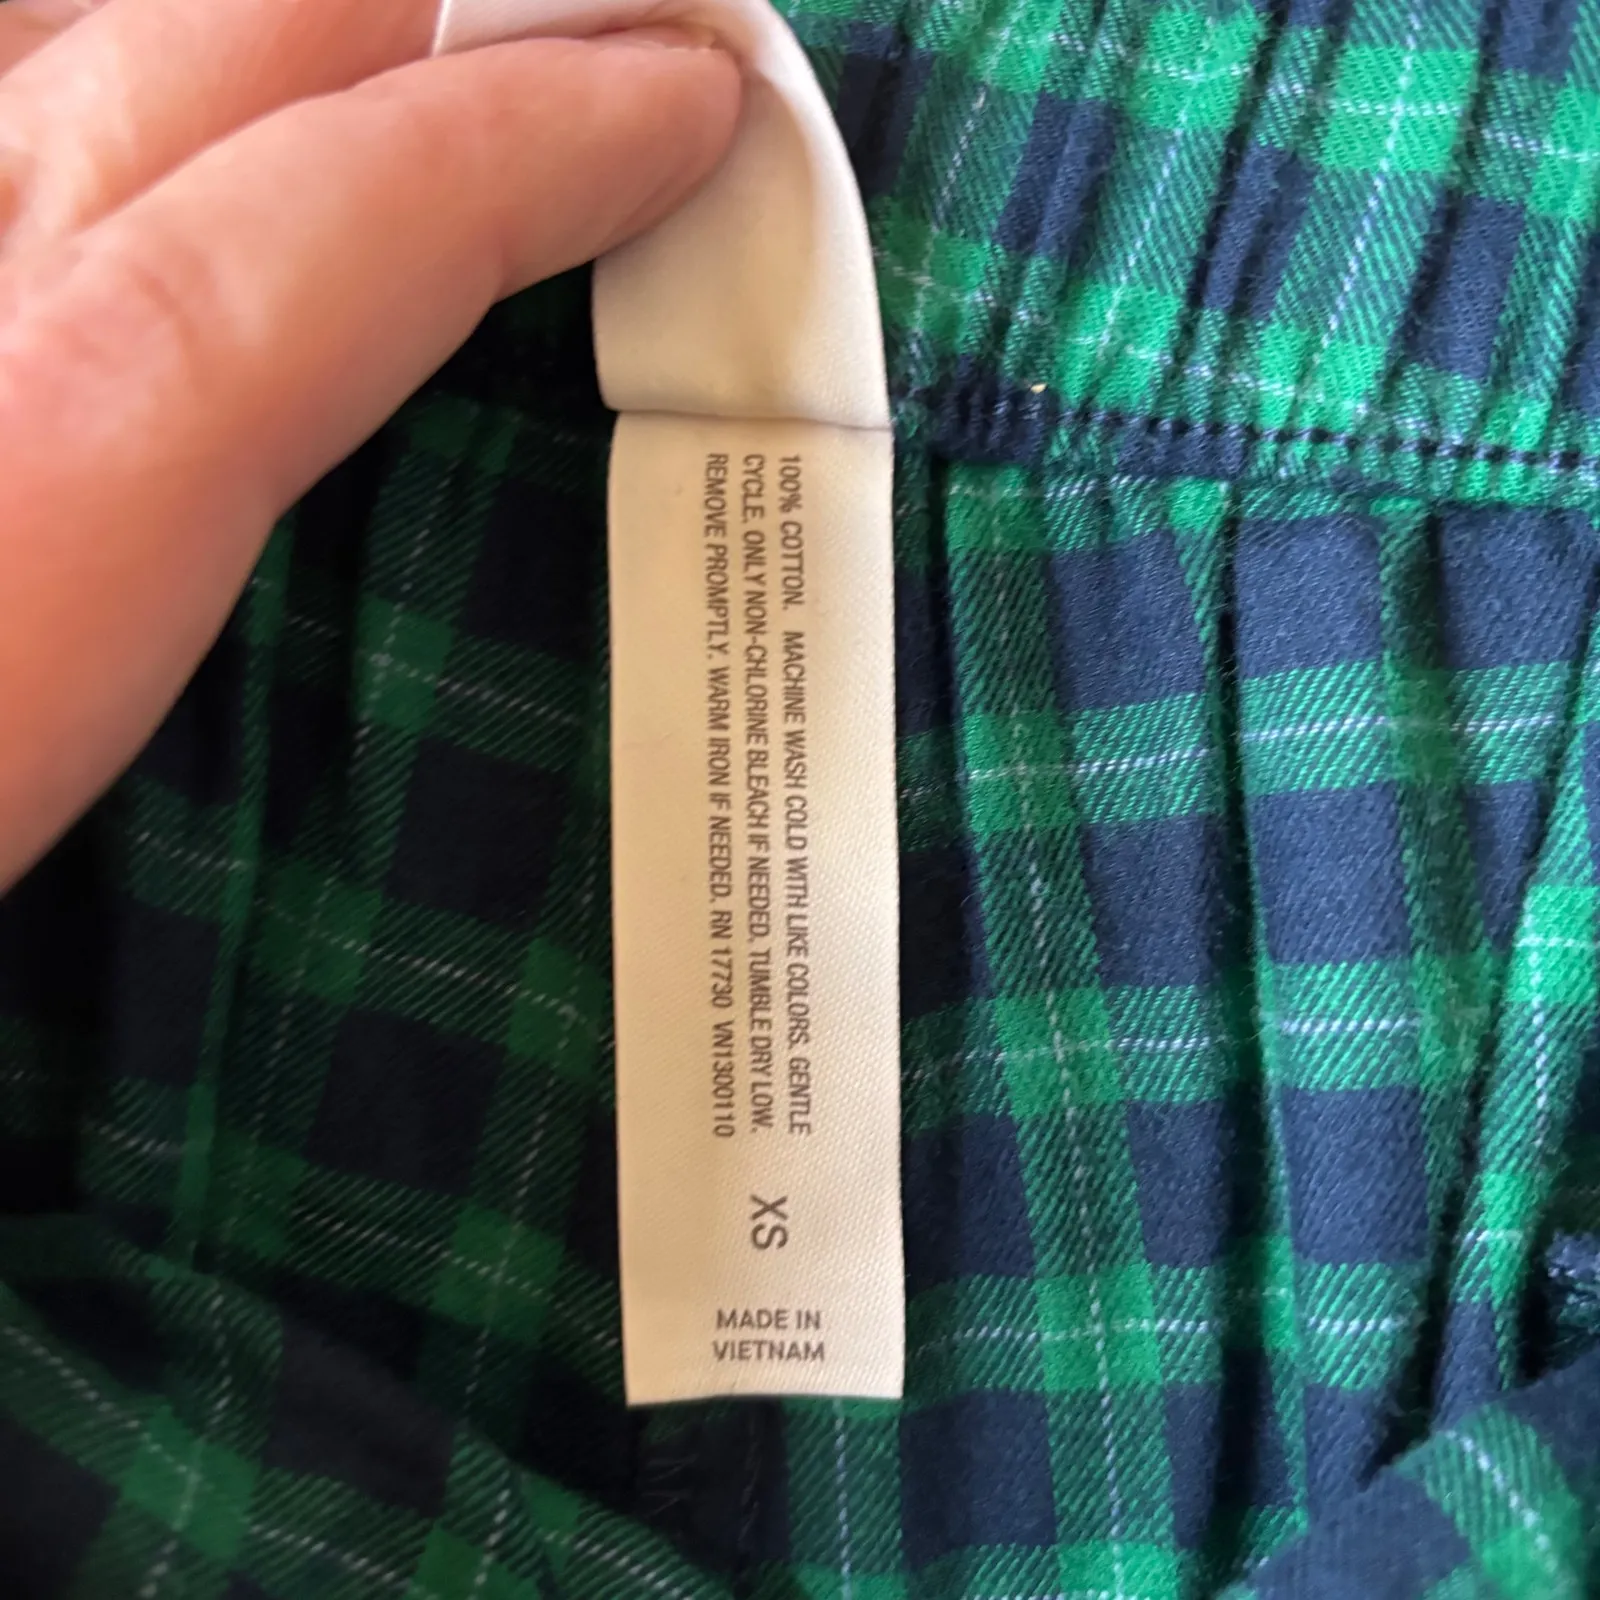 100% COTTON. MACHINE WASH COLD WITH LIKE COLORS. GENTLE
CYCLE. ONLY NON-CHLORINE BLEACH IF NEEDED. TUMBLE DRY LOW.
REMOVE PROMPTLY. WARM IRON IF NEEDED. RN 17730 VN1300110
XS
MADE IN
VIETNAM